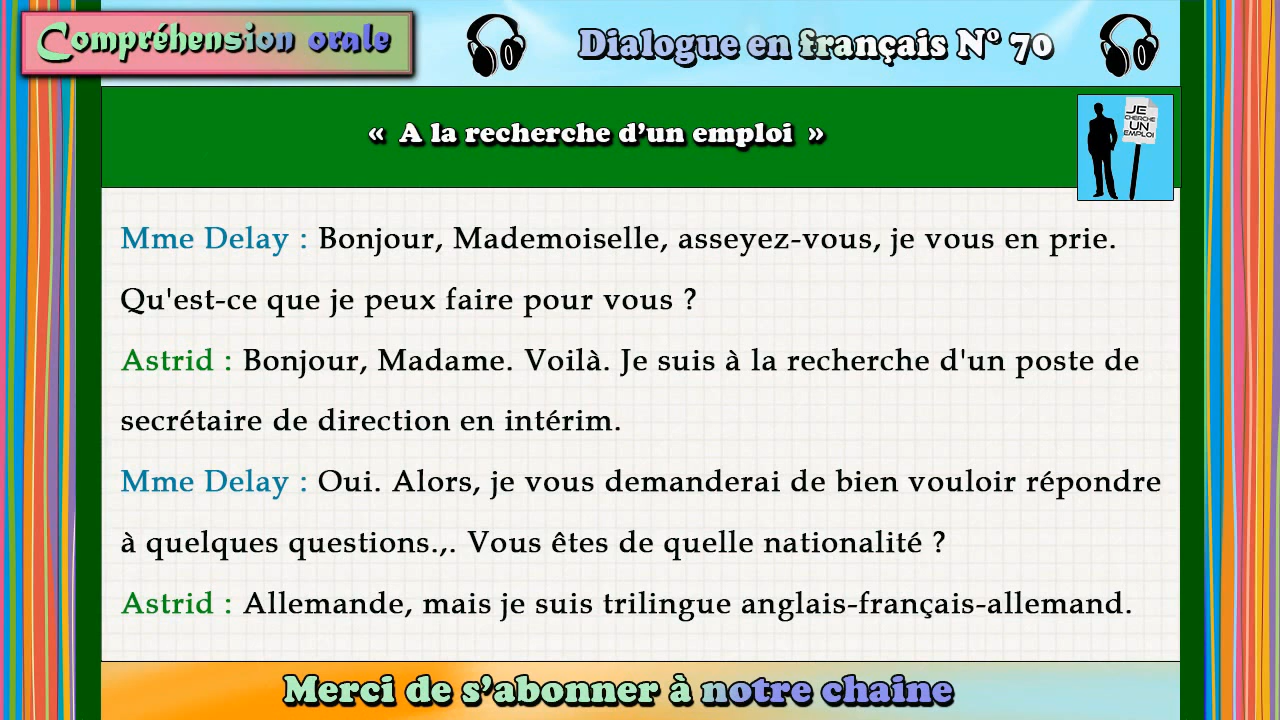 Compréhension orale
Dialogue en français Nº 70
« A la recherche d’un emploi »
JE
CHERCHE
UN
EMPLOI
Mme Delay : Bonjour, Mademoiselle, asseyez-vous, je vous en prie.
Qu'est-ce que je peux faire pour vous ?
Astrid : Bonjour, Madame. Voilà. Je suis à la recherche d'un poste de
secrétaire de direction en intérim.
Mme Delay : Oui. Alors, je vous demanderai de bien vouloir répondre
à quelques questions.,. Vous êtes de quelle nationalité ?
Astrid : Allemande, mais je suis trilingue anglais-français-allemand.
Merci de s’abonner à notre chaine